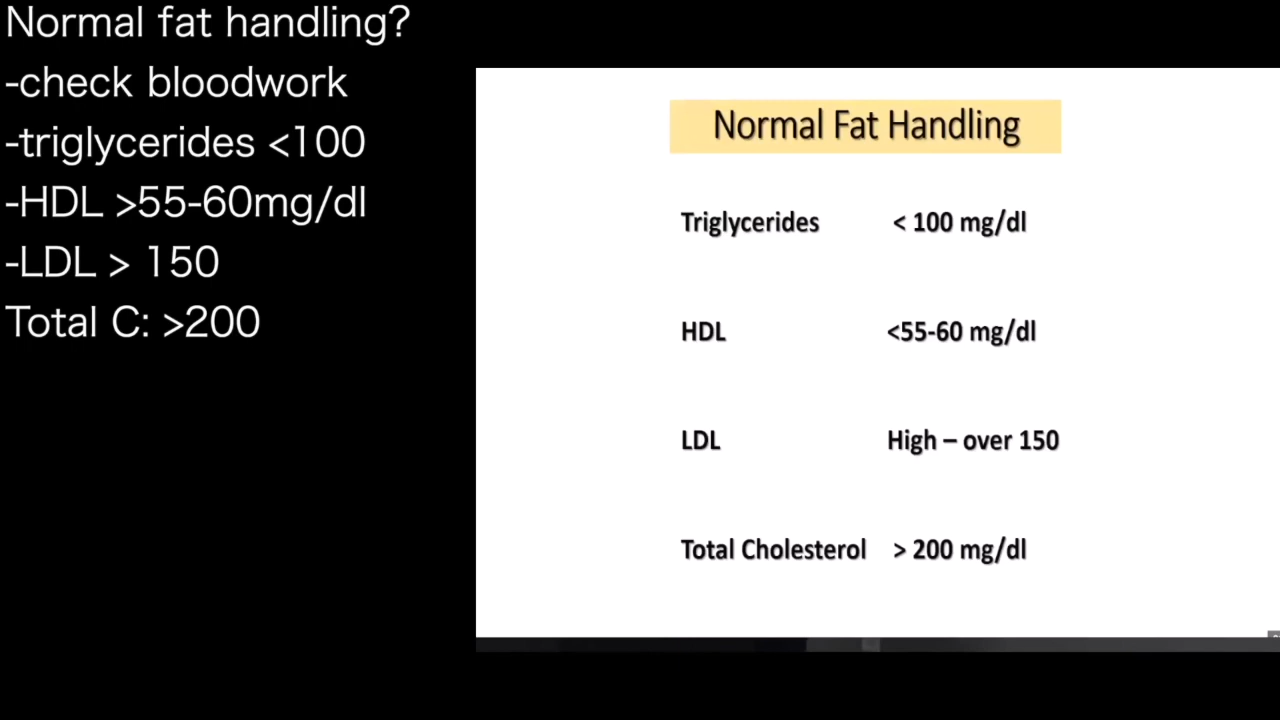 Normal fat handling?
-check bloodwork
-triglycerides <100
-HDL >55-60mg/dl
-LDL > 150
Total C: >200
Normal Fat Handling
Triglycerides < 100 mg/dl
HDL <55-60 mg/dl
LDL High – over 150
Total Cholesterol > 200 mg/dl